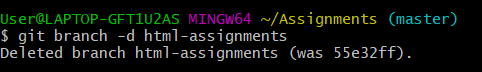 User@LAPTOP-GFT1U2AS MINGW64 ~/Assignments (master)
$ git branch -d html-assignments
Deleted branch html-assignments (was 55e32ff).